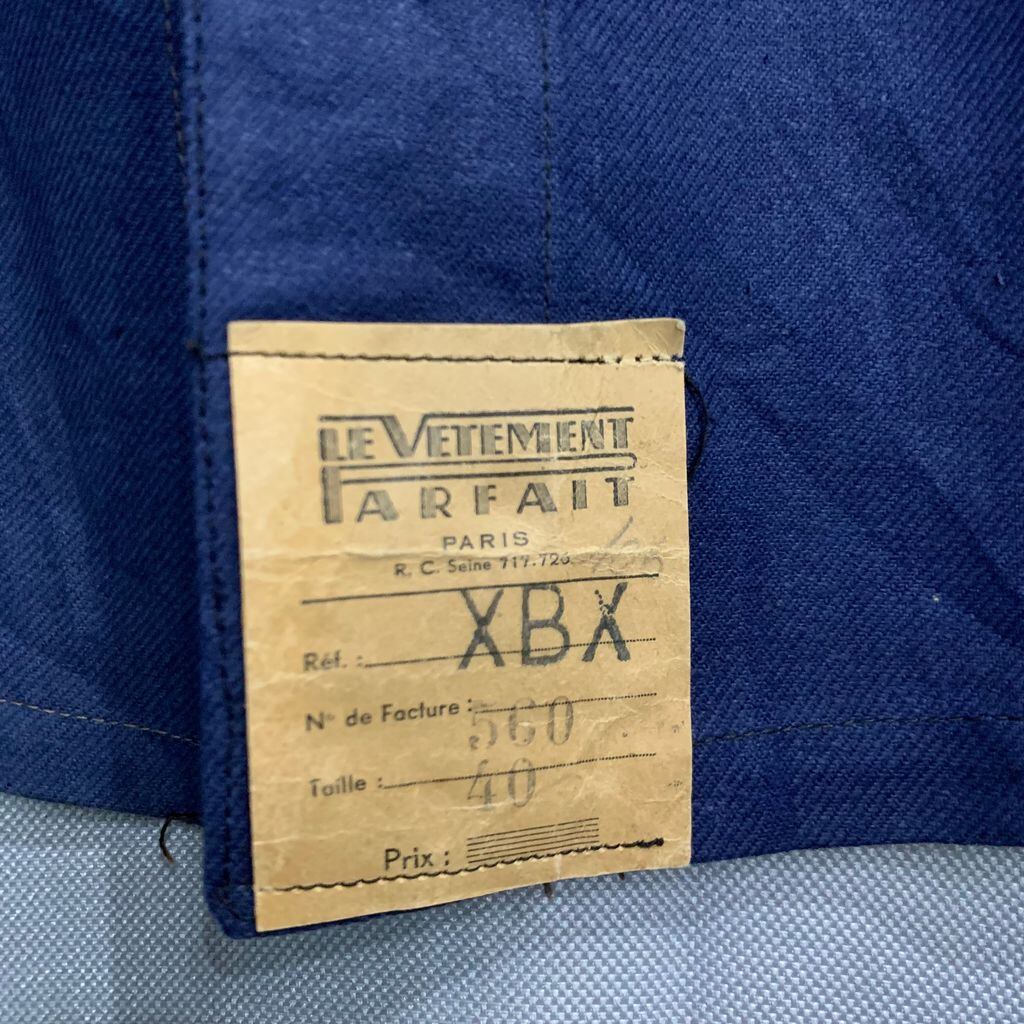 LE VETEMENT
PARFAIT
PARIS
R. C. Seine 717.726
Réf. : XBX
N° de Facture : 560
Taille : 40
Prix :